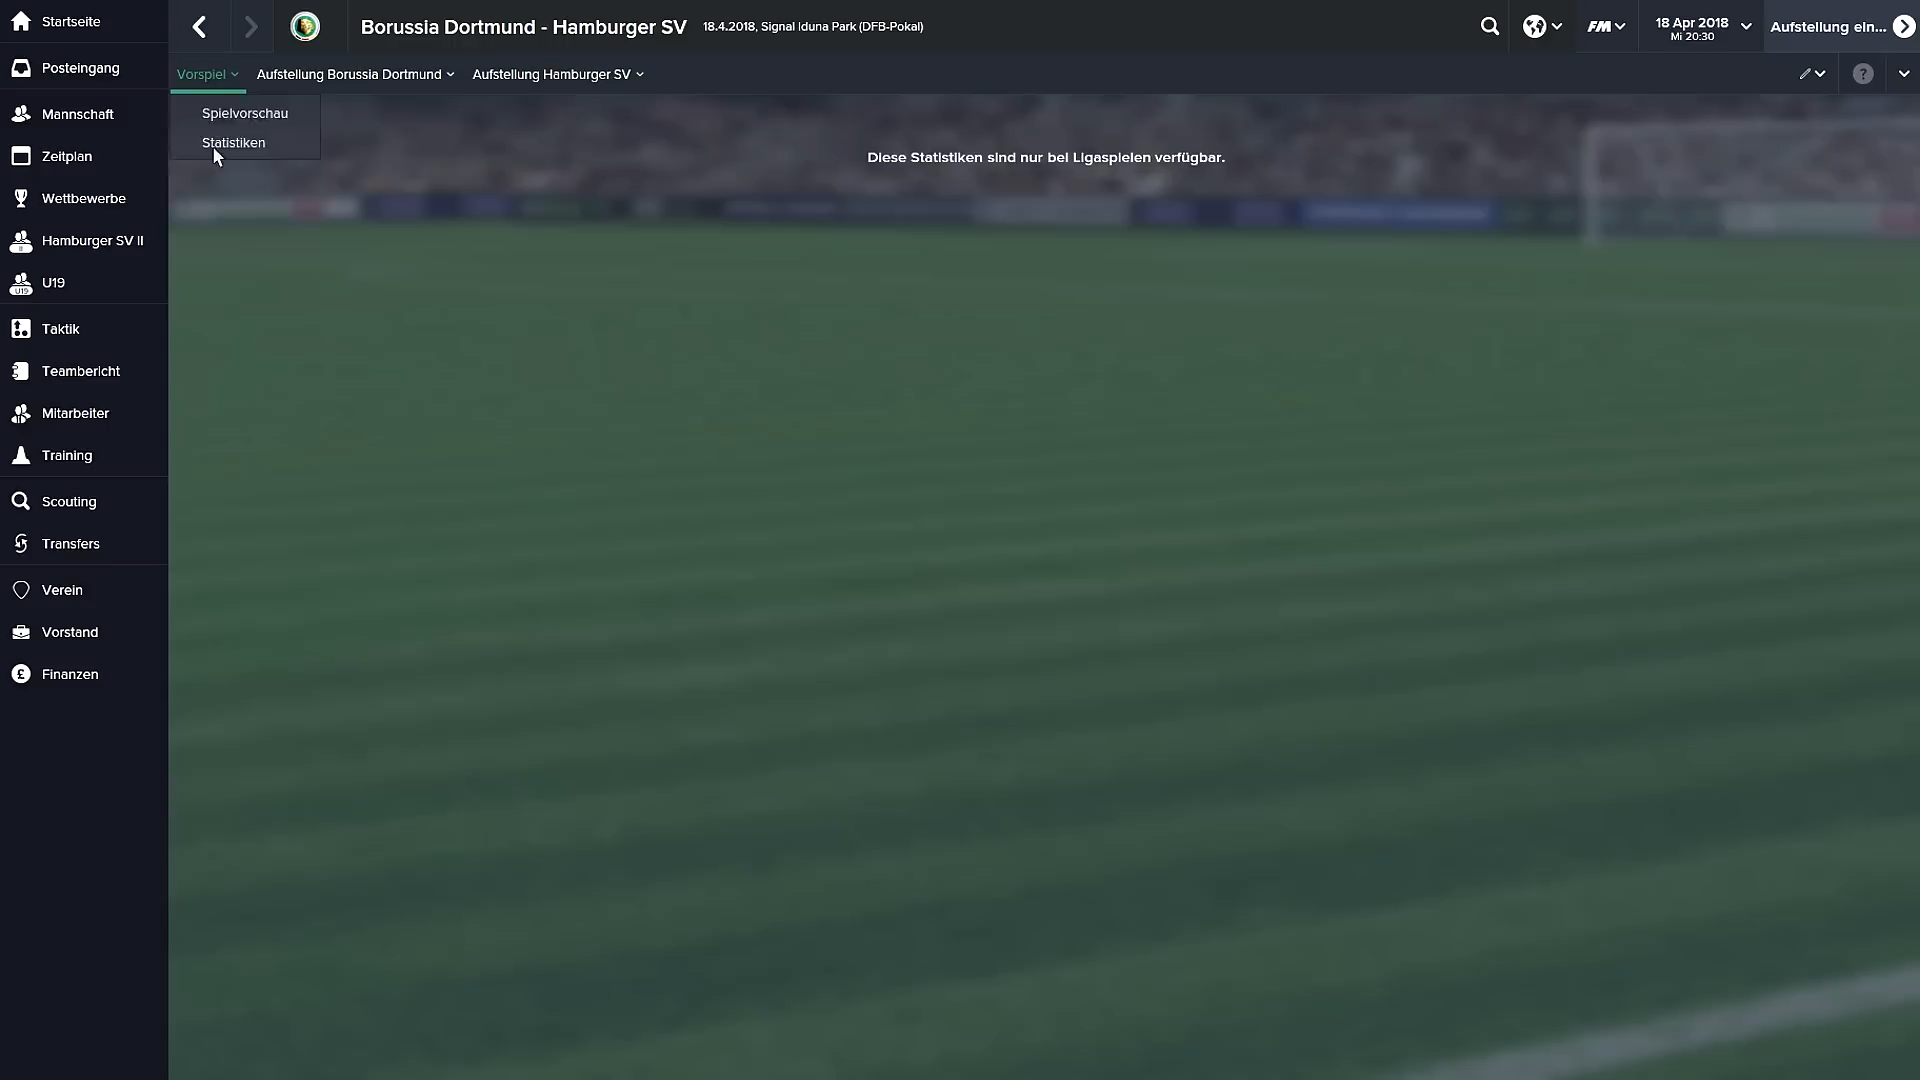 Startseite
Posteingang
Mannschaft
Zeitplan
Wettbewerbe
II
Hamburger SV II
U19
U19
Taktik
Teambericht
Mitarbeiter
Training
Scouting
Transfers
Verein
Vorstand
£
Finanzen
Borussia Dortmund - Hamburger SV
18.4.2018, Signal Iduna Park (DFB-Pokal)
FM
18 Apr 2018
Mi 20:30
Aufstellung ein...
Vorspiel
Aufstellung Borussia Dortmund
Aufstellung Hamburger SV
?
Spielvorschau
Statistiken
Diese Statistiken sind nur bei Ligaspielen verfügbar.